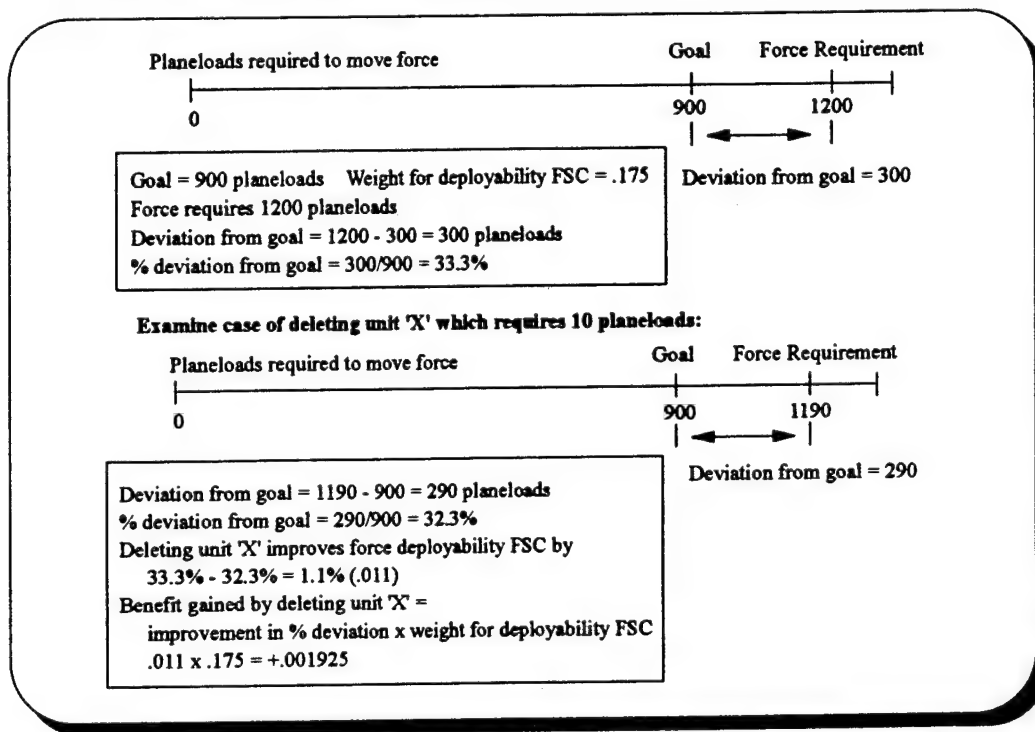 Goal Force Requirement
Planeloads required to move force
0 900 1200
Goal = 900 planeloads Weight for deployability FSC = .175
Force requires 1200 planeloads
Deviation from goal = 1200 - 300 = 300 planeloads
% deviation from goal = 300/900 = 33.3%
Deviation from goal = 300
Examine case of deleting unit 'X' which requires 10 planeloads:
Goal Force Requirement
Planeloads required to move force
0 900 1190
Deviation from goal = 290
Deviation from goal = 1190 - 900 = 290 planeloads
% deviation from goal = 290/900 = 32.3%
Deleting unit 'X' improves force deployability FSC by
33.3% - 32.3% = 1.1% (.011)
Benefit gained by deleting unit 'X' =
improvement in % deviation x weight for deployability FSC
.011 x .175 = +.001925